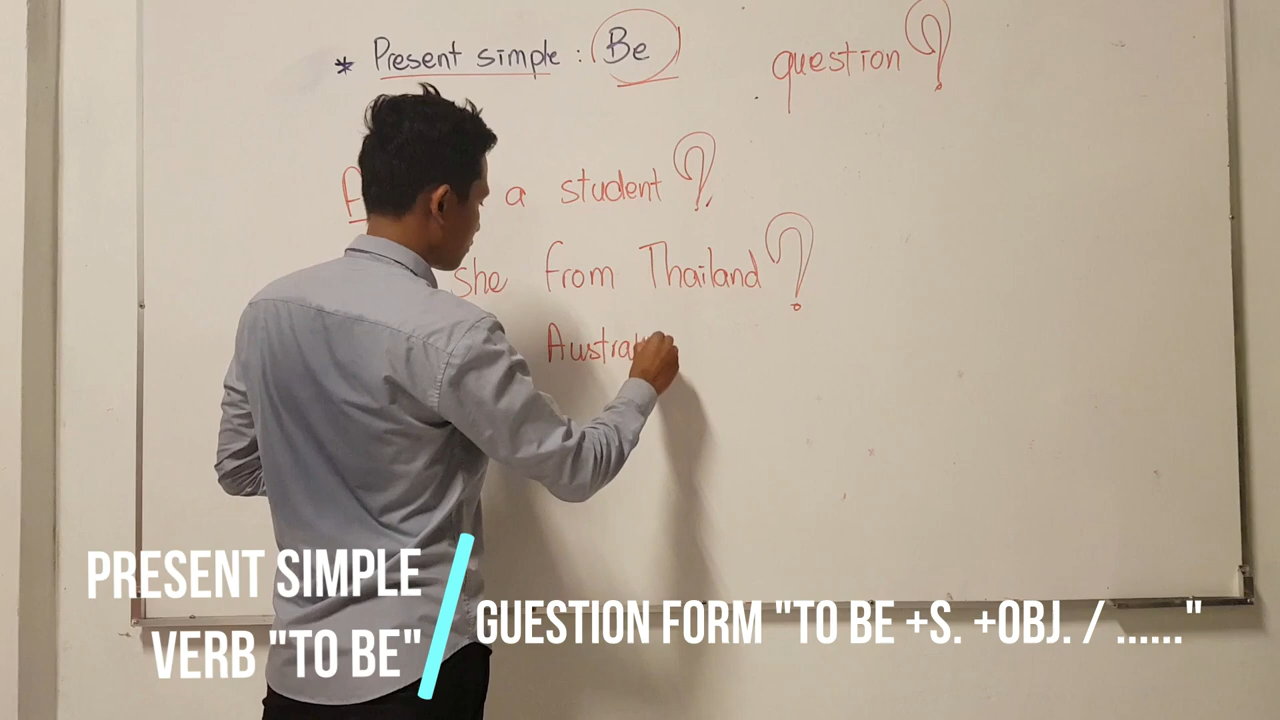 * Present simple : Be
question ?
a student ?
she from Thailand ?
PRESENT SIMPLE
VERB "TO BE"
GUESTION FORM "TO BE +S. +OBJ. / ......"